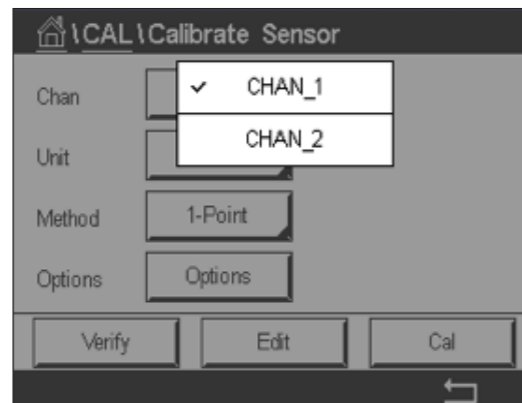 \CAL\Calibrate Sensor
Chan
CHAN_1
CHAN_2
Unit
Method
1-Point
Options
Options
Verify
Edit
Cal